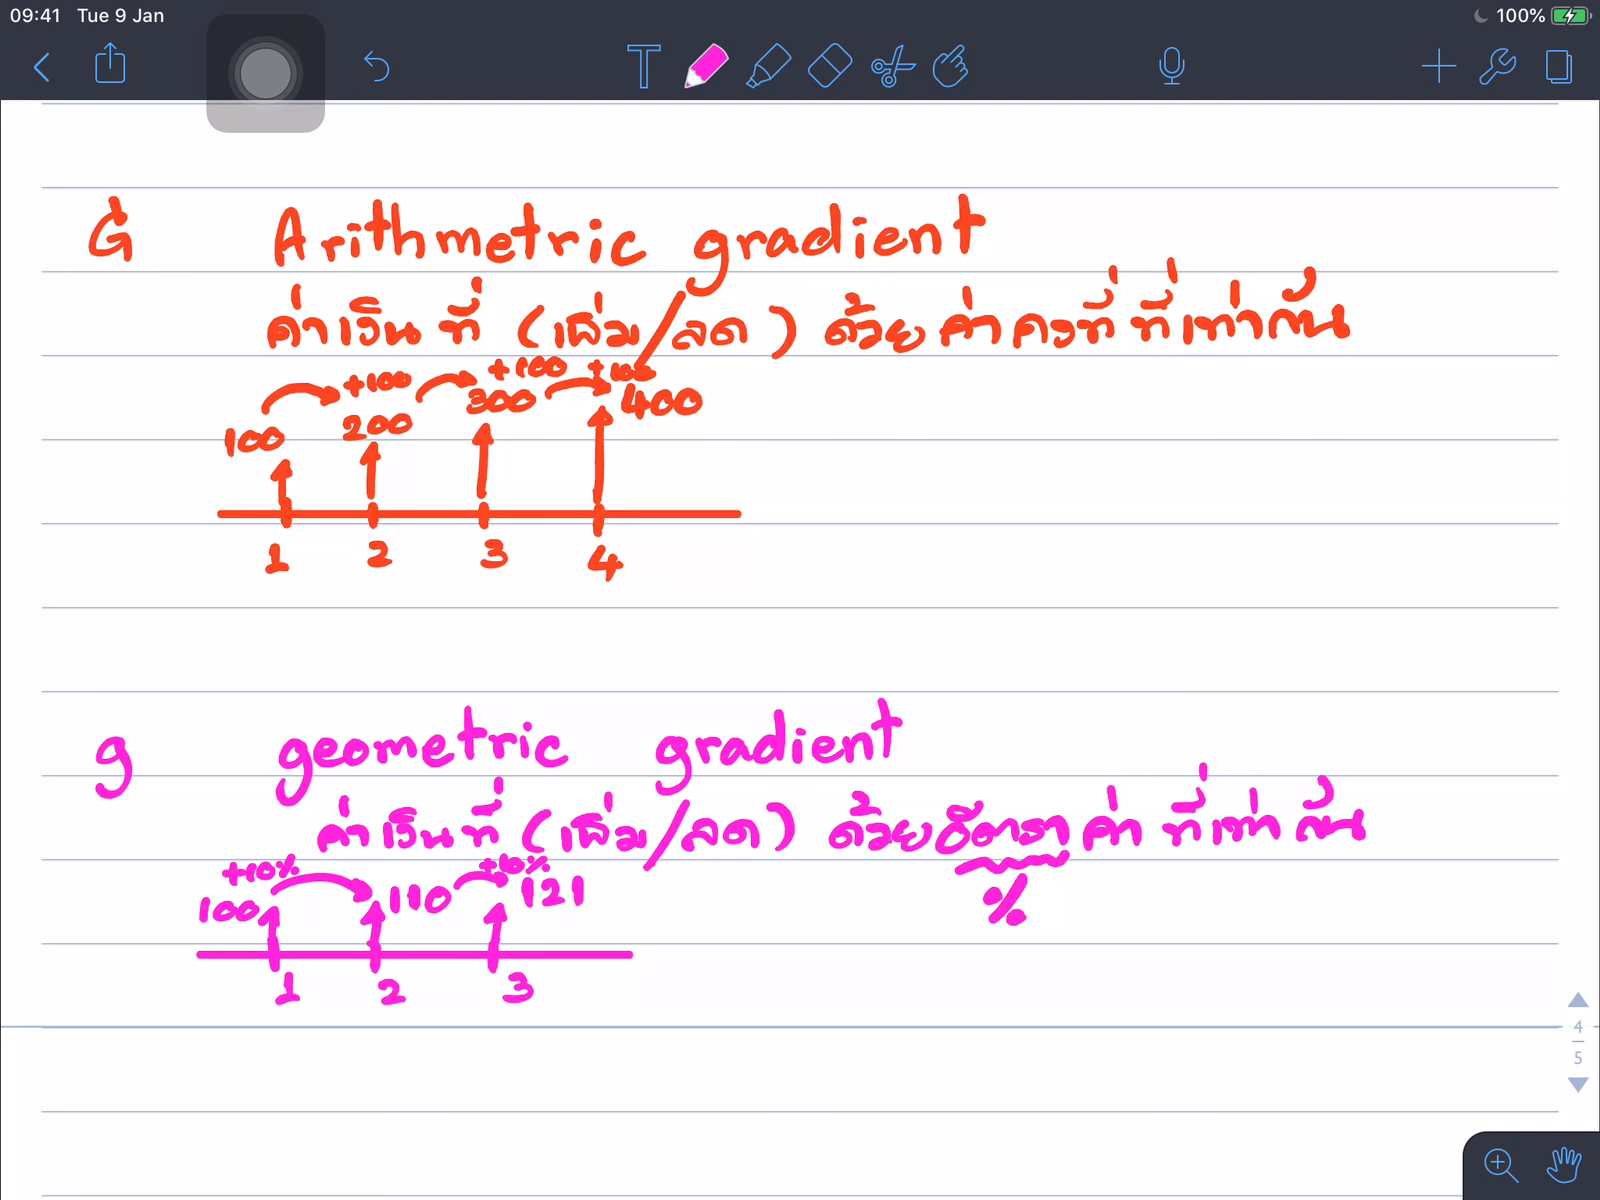 09:41 Tue 9 Jan 100%
G Arithmetric gradient
ค่าเงินที่ (เพิ่ม/ลด) ด้วยค่าคงที่ ที่เท่ากัน
+100 +100 +100
100 200 300 400
1 2 3 4
g geometric gradient
ค่าเงินที่ (เพิ่ม/ลด) ด้วยอัตราค่า ที่เท่ากัน
+10% +10% %
100 110 121
1 2 3
4
5